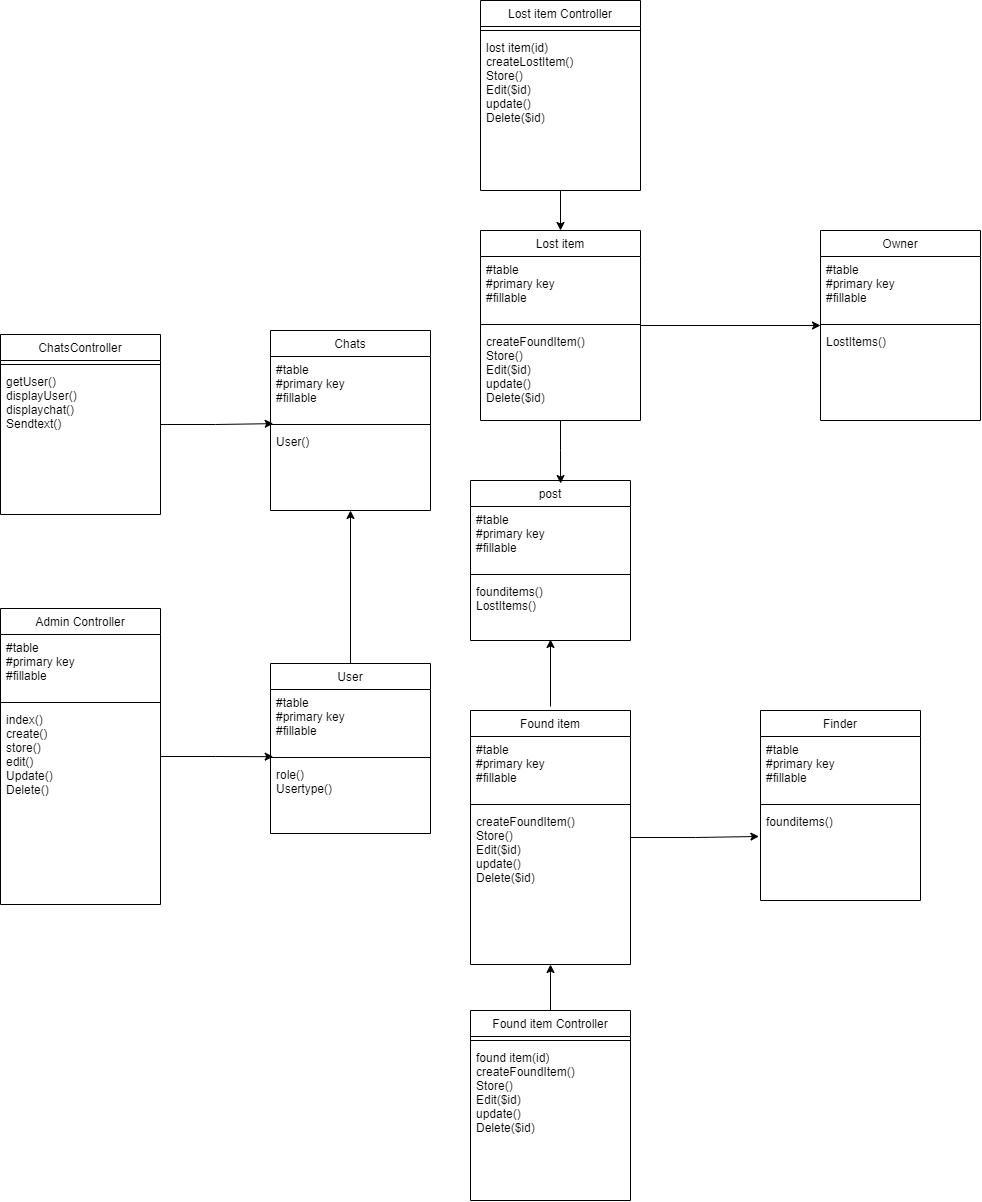 Lost item Controller
lost item(id)
createLostItem()
Store()
Edit($id)
update()
Delete($id)
Lost item
#table
#primary key
#fillable
createFoundItem()
Store()
Edit($id)
update()
Delete($id)
Owner
#table
#primary key
#fillable
LostItems()
ChatsController
getUser()
displayUser()
displaychat()
Sendtext()
Chats
#table
#primary key
#fillable
User()
post
#table
#primary key
#fillable
founditems()
LostItems()
Admin Controller
#table
#primary key
#fillable
index()
create()
store()
edit()
Update()
Delete()
User
#table
#primary key
#fillable
role()
Usertype()
Found item
#table
#primary key
#fillable
createFoundItem()
Store()
Edit($id)
update()
Delete($id)
Finder
#table
#primary key
#fillable
founditems()
Found item Controller
found item(id)
createFoundItem()
Store()
Edit($id)
update()
Delete($id)